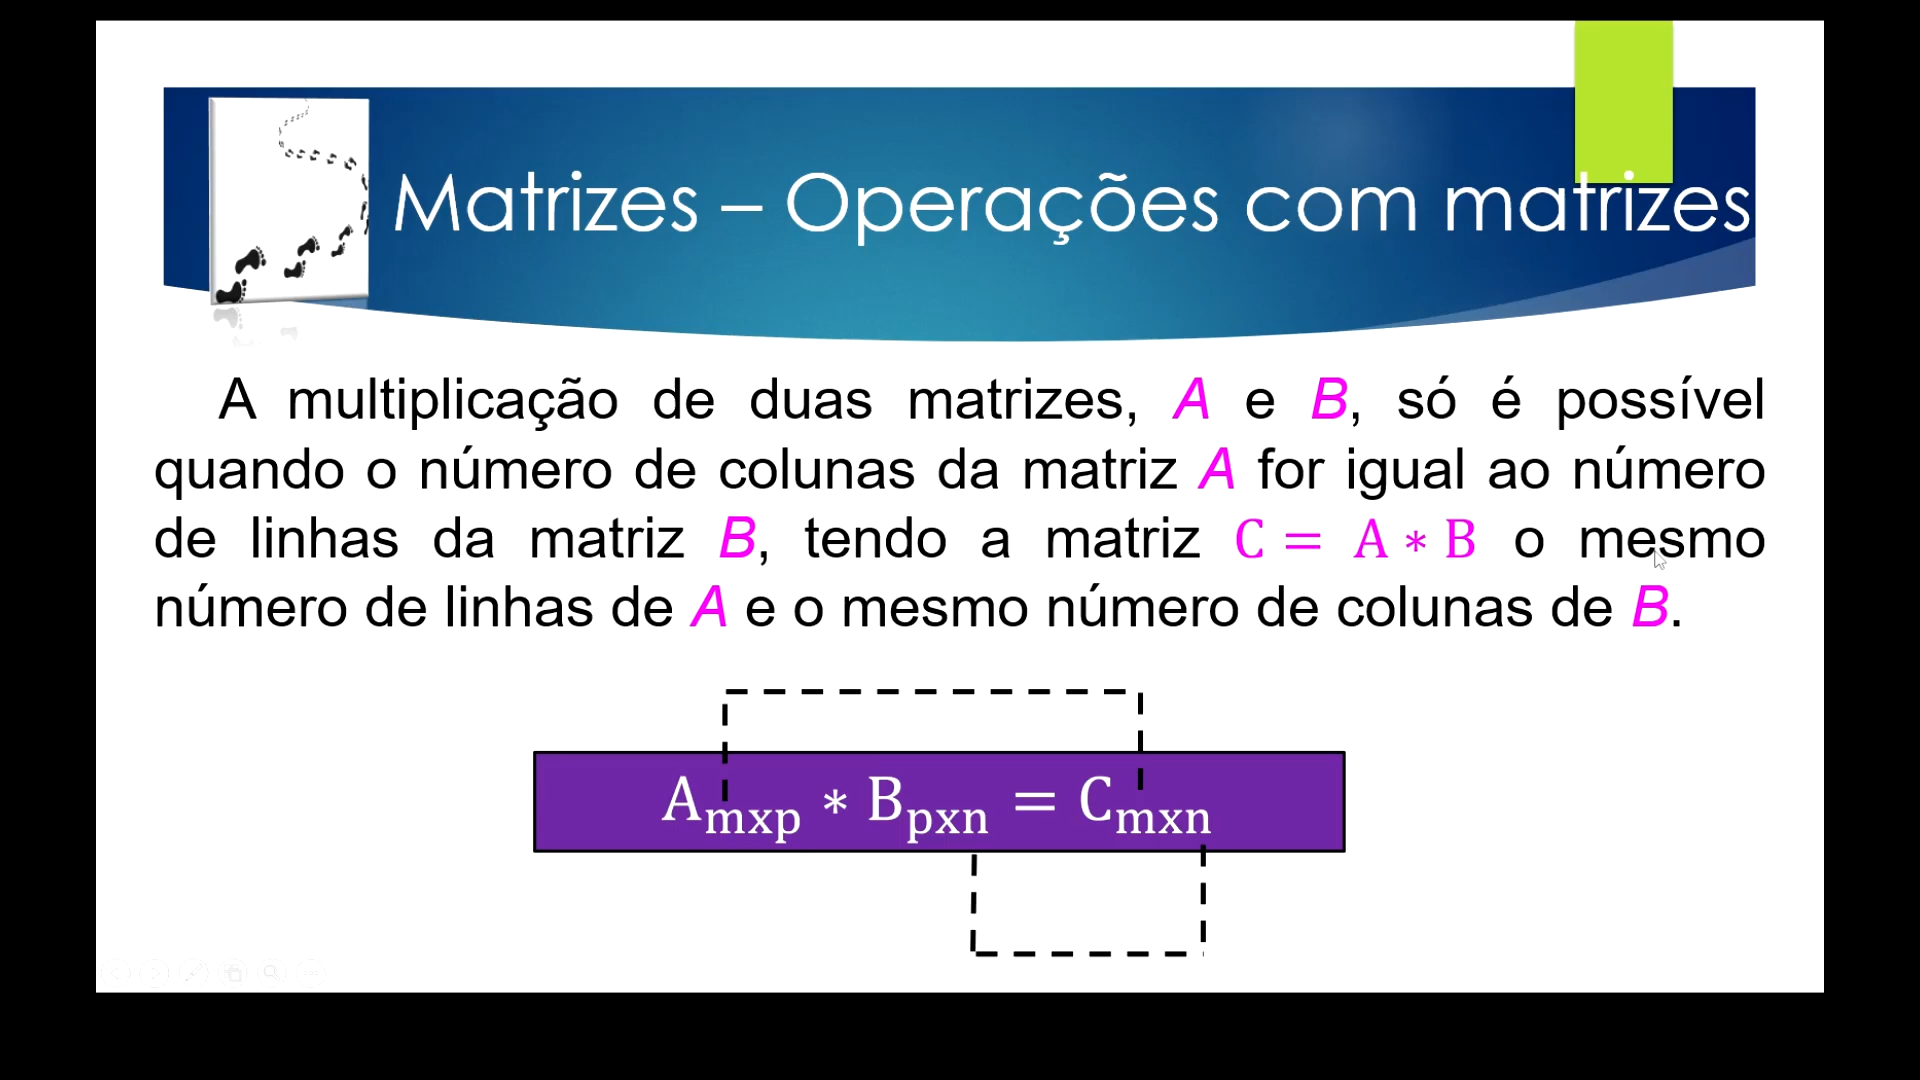 Matrizes – Operações com matrizes
A multiplicação de duas matrizes, A e B, só é possível
quando o número de colunas da matriz A for igual ao número
de linhas da matriz B, tendo a matriz C = A ∗ B o mesmo
número de linhas de A e o mesmo número de colunas de B.
Amxp ∗ Bpxn = Cmxn